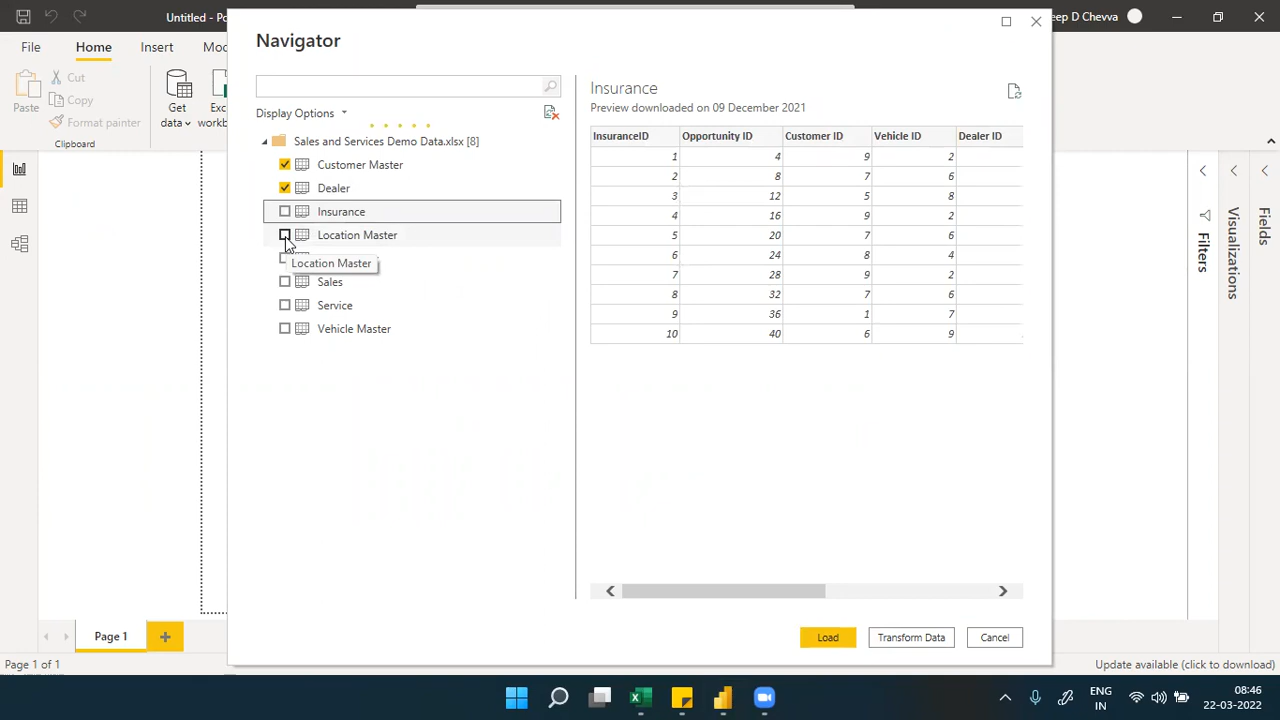 Untitled - Po
eep D Chevva
Navigator
File
Home
Insert
Mod
Paste
Cut
Copy
Format painter
Clipboard
Get
data
Exc
workb
Display Options
Sales and Services Demo Data.xlsx [8]
Customer Master
Dealer
Insurance
Location Master
Location Master
Sales
Service
Vehicle Master
Insurance
Preview downloaded on 09 December 2021
InsuranceID Opportunity ID Customer ID Vehicle ID Dealer ID
1 4 9 2
2 8 7 6
3 12 5 8
4 16 9 2
5 20 7 6
6 24 8 4
7 28 9 2
8 32 7 6
9 36 1 7
10 40 6 9
Load
Transform Data
Cancel
Filters
Visualizations
Fields
Page 1
Page 1 of 1
Update available (click to download)
ENG
IN
08:46
22-03-2022